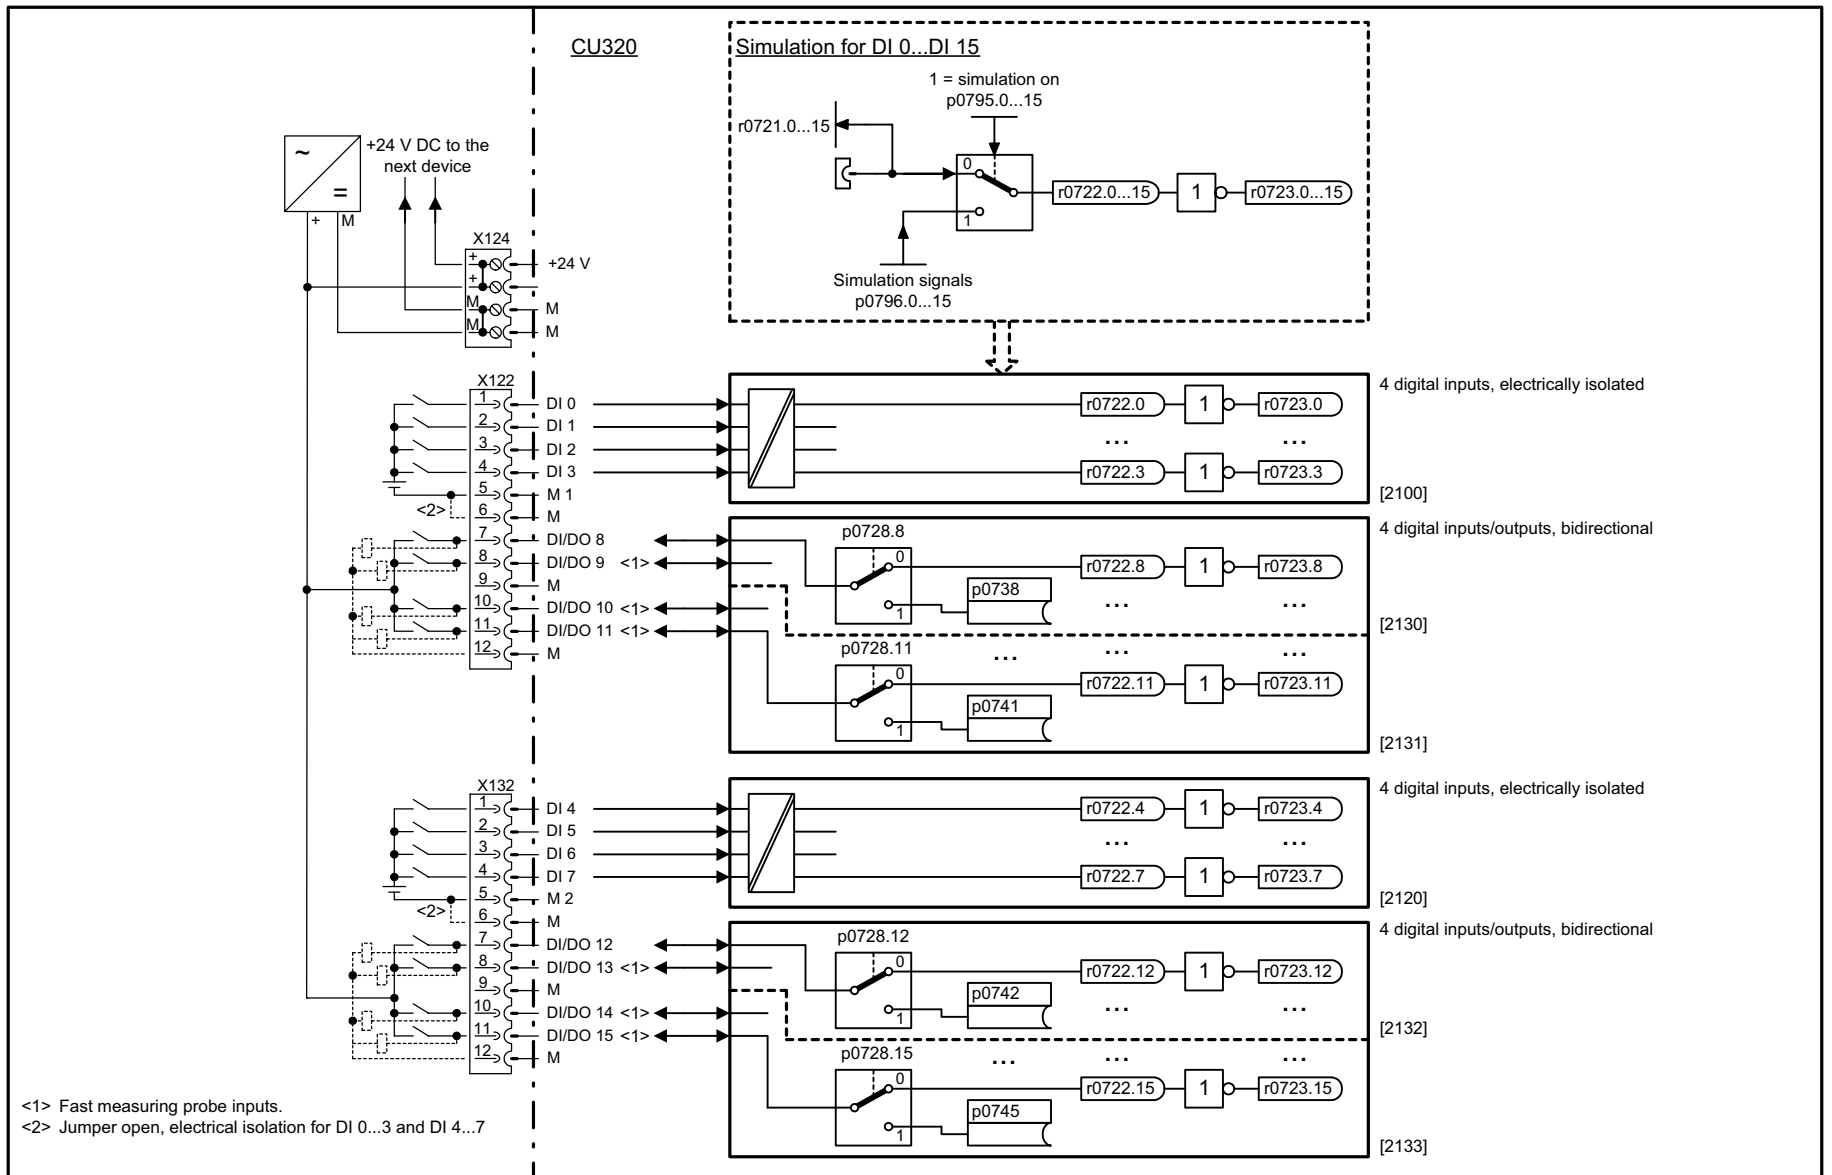 CU320
Simulation for DI 0...DI 15
1 = simulation on
p0795.0...15
r0721.0...15
0
1
r0722.0...15
1
r0723.0...15
Simulation signals
p0796.0...15
~
=
+
M
+24 V DC to the
next device
X124
+
+24 V
+
M
M
M
M
X122
1
DI 0
2
DI 1
3
DI 2
4
DI 3
5
M 1
<2>
6
M
7
DI/DO 8
8
DI/DO 9 <1>
9
M
10
DI/DO 10 <1>
11
DI/DO 11 <1>
12
M
r0722.0
1
r0723.0
...
...
r0722.3
1
r0723.3
4 digital inputs, electrically isolated
[2100]
p0728.8
0
1
p0738
r0722.8
1
r0723.8
...
...
4 digital inputs/outputs, bidirectional
[2130]
p0728.11
...
...
...
0
1
p0741
r0722.11
1
r0723.11
[2131]
X132
1
DI 4
2
DI 5
3
DI 6
4
DI 7
5
M 2
<2>
6
M
7
DI/DO 12
8
DI/DO 13 <1>
9
M
10
DI/DO 14 <1>
11
DI/DO 15 <1>
12
M
r0722.4
1
r0723.4
...
...
r0722.7
1
r0723.7
4 digital inputs, electrically isolated
[2120]
p0728.12
0
1
p0742
r0722.12
1
r0723.12
...
...
4 digital inputs/outputs, bidirectional
[2132]
p0728.15
...
...
...
0
1
p0745
r0722.15
1
r0723.15
[2133]
<1> Fast measuring probe inputs.
<2> Jumper open, electrical isolation for DI 0...3 and DI 4...7